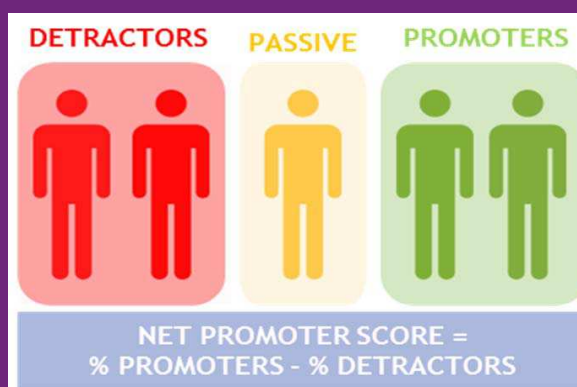 DETRACTORS PASSIVE PROMOTERS
NET PROMOTER SCORE =
% PROMOTERS - % DETRACTORS